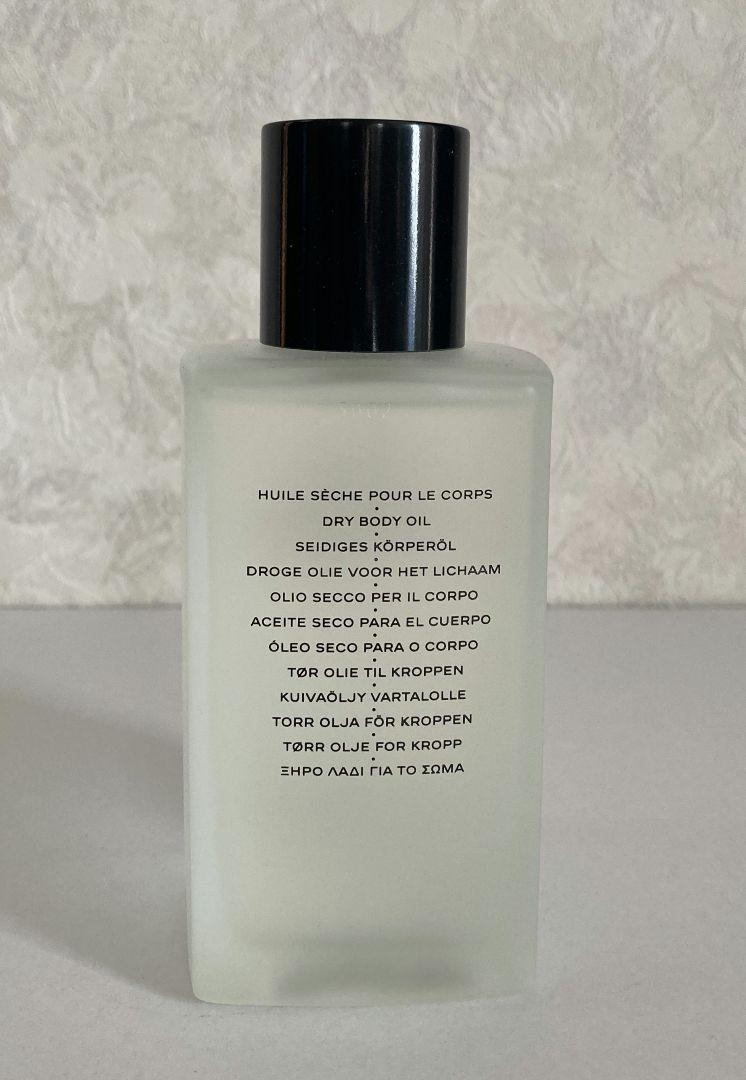 HUILE SÈCHE POUR LE CORPS
DRY BODY OIL
SEIDIGES KÖRPERÖL
DROGE OLIE VOOR HET LICHAAM
OLIO SECCO PER IL CORPO
ACEITE SECO PARA EL CUERPO
ÓLEO SECO PARA O CORPO
TØR OLIE TIL KROPPEN
KUIVAÖLJY VARTALOLLE
TORR OLJA FÖR KROPPEN
TØRR OLJE FOR KROPP
ΞΗΡΟ ΛΑΔΙ ΓΙΑ ΤΟ ΣΩΜΑ